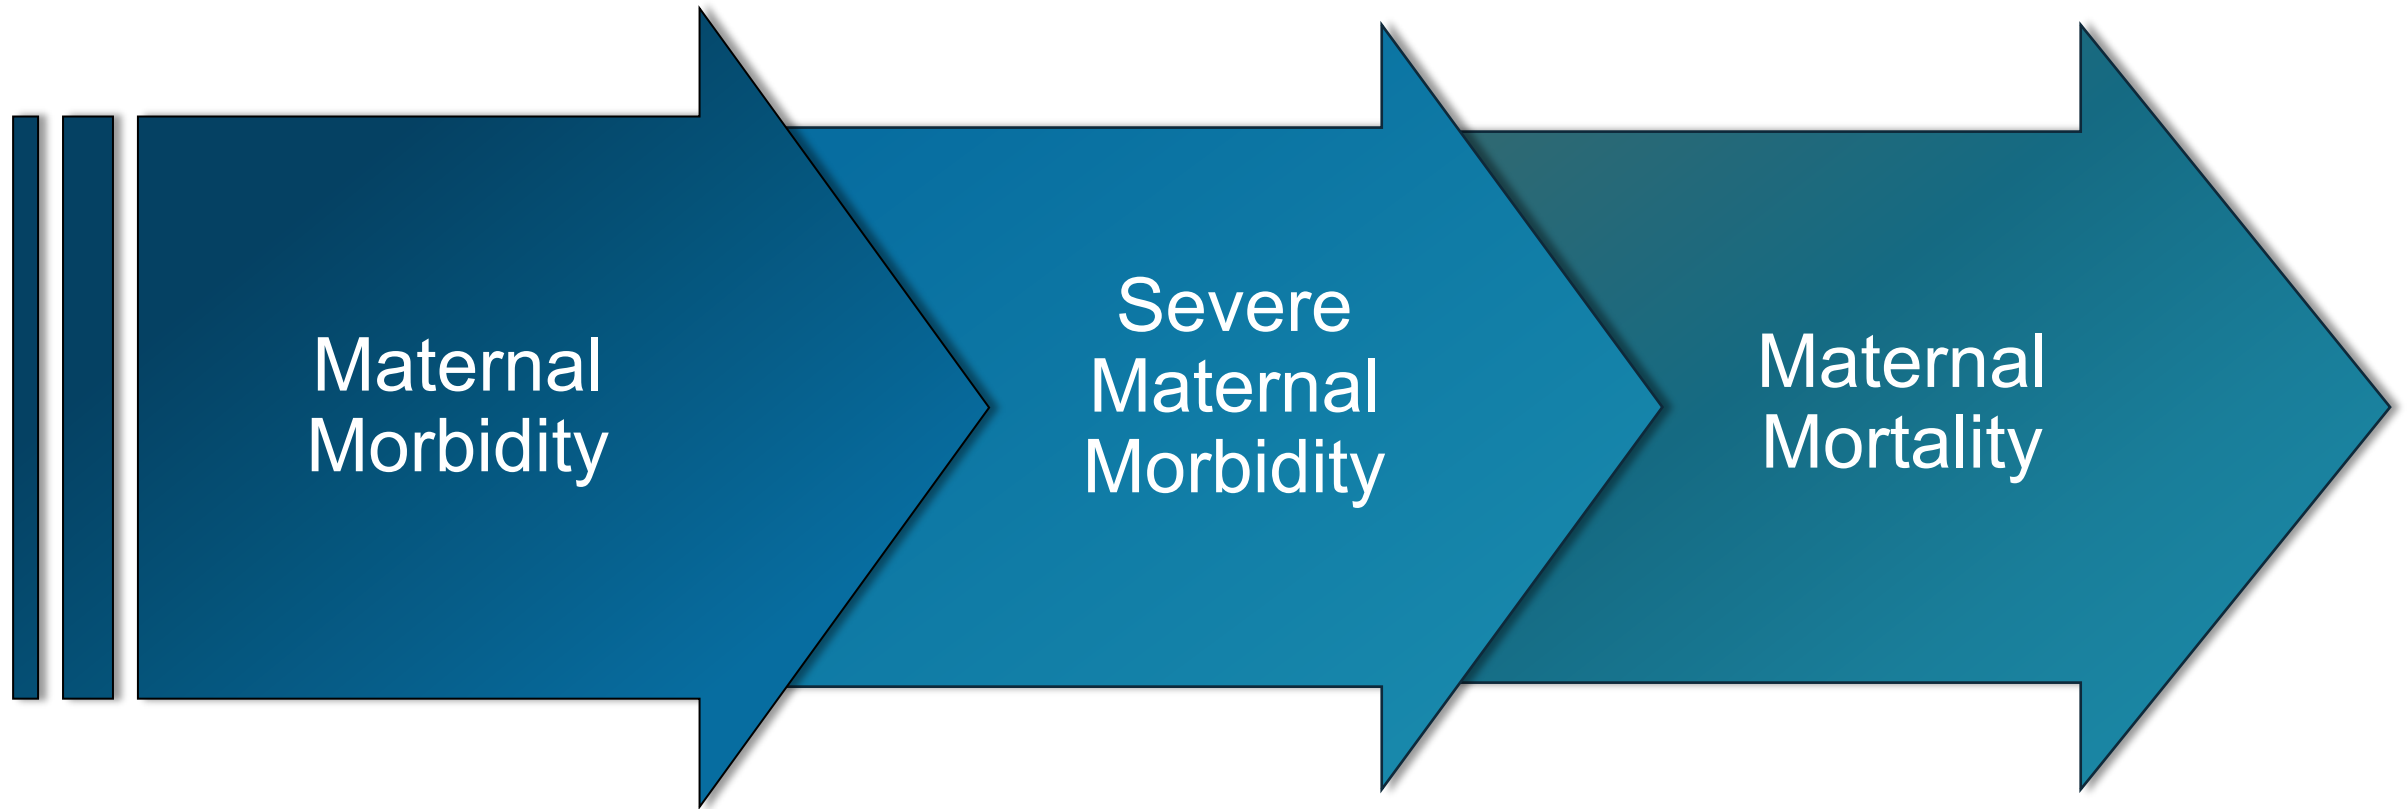 Maternal
Morbidity
Severe
Maternal
Morbidity
Maternal
Mortality